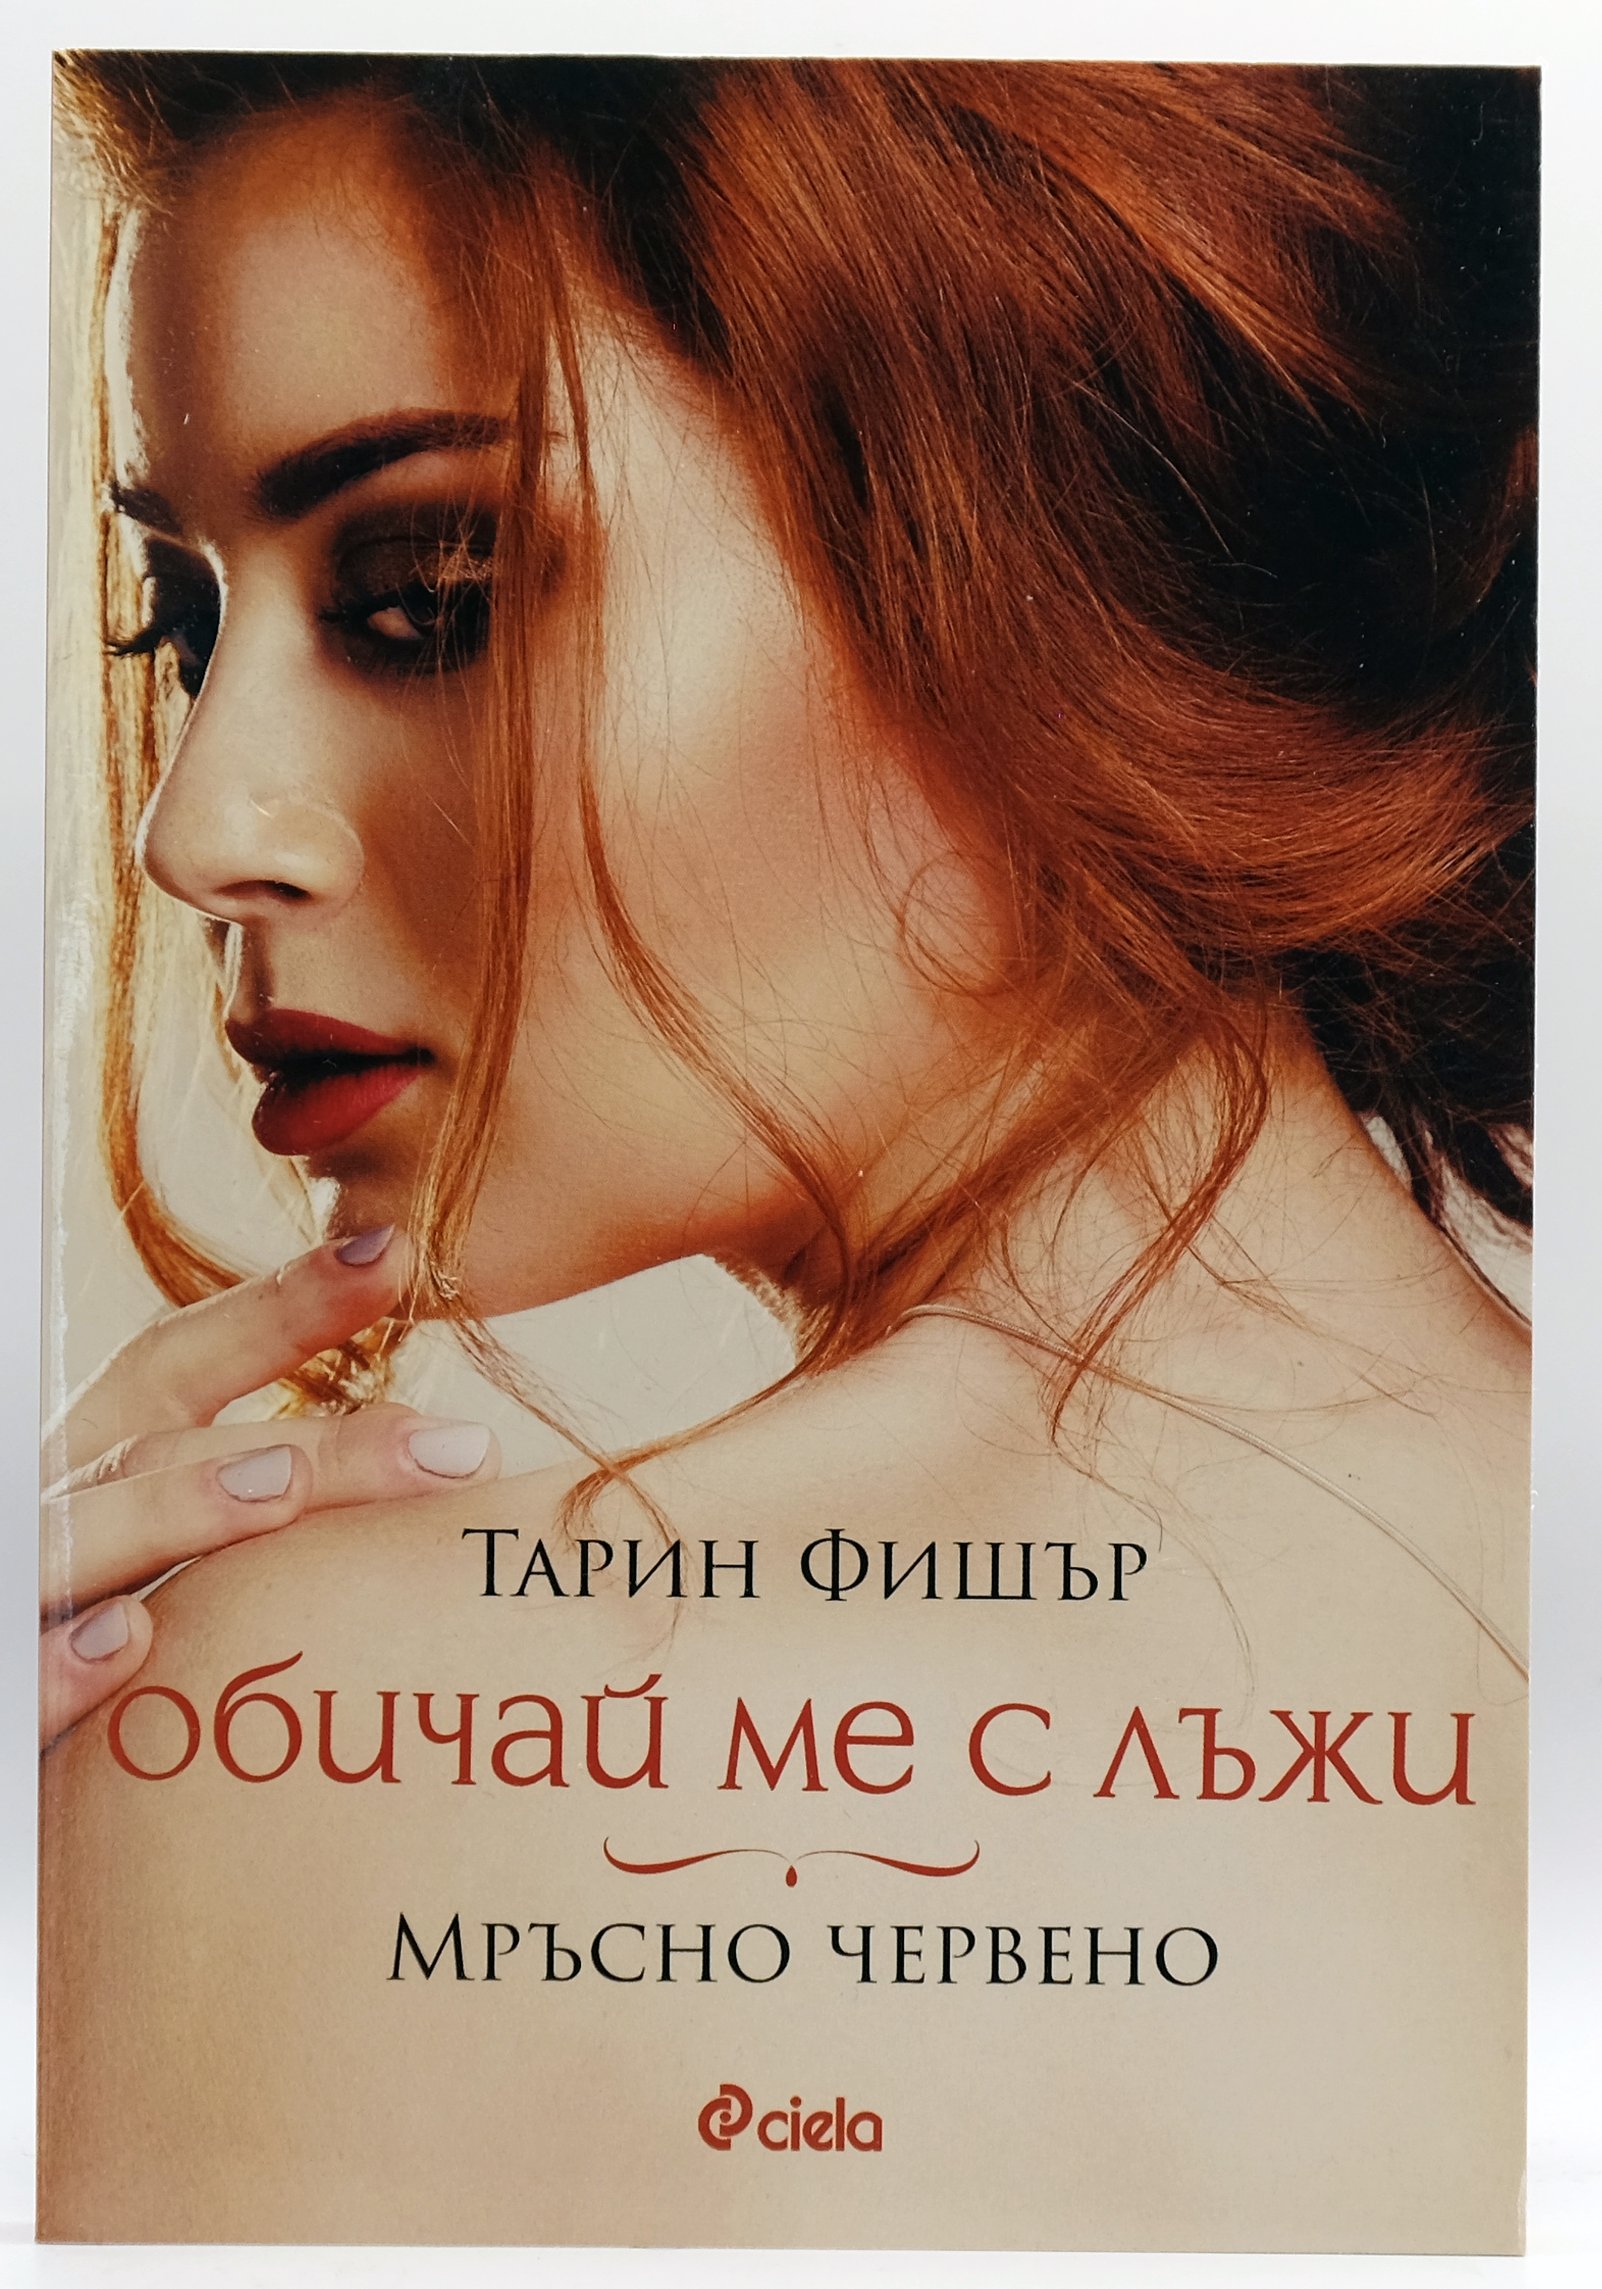 ТАРИН ФИШЪР
обичай ме с лъжи
МРЪСНО ЧЕРВЕНО
ciela